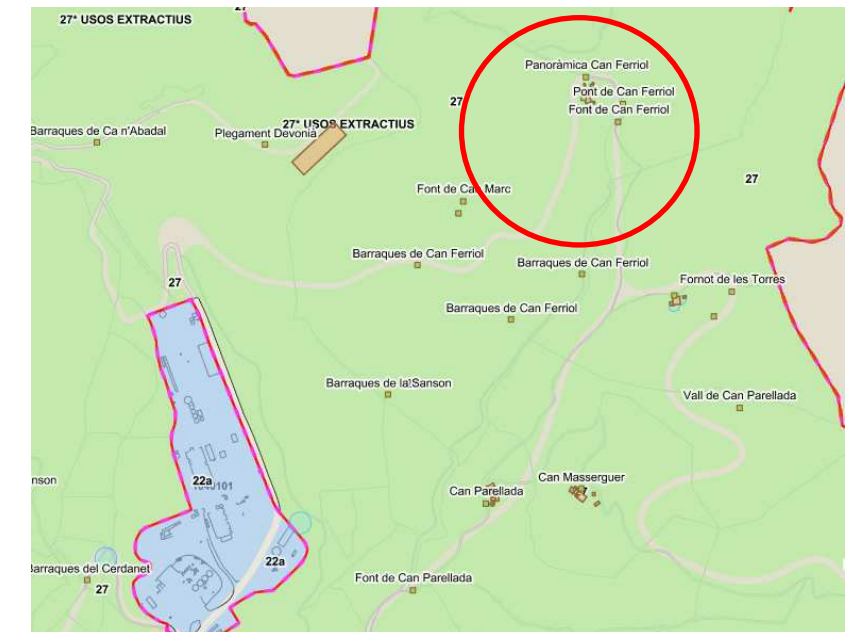 27* USOS EXTRACTIUS
27
Panoràmica Can Ferriol
Pont de Can Ferriol
27
Font de Can Ferriol
27* USOS EXTRACTIUS
Barraques de Ca n'Abadal
Plegament Devonià
27
Font de Can Marc
Barraques de Can Ferriol
Barraques de Can Ferriol
27
Fornot de les Torres
Barraques de Can Ferriol
Barraques de la Sanson
Vall de Can Parellada
nson
22a
Can Massерguer
Can Parellada
22a
Barraques del Cerdanet
27
Font de Can Parellada